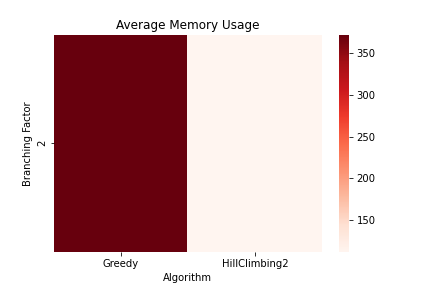 Average Memory Usage
Branching Factor
2
Greedy
HillClimbing2
Algorithm
350
300
250
200
150